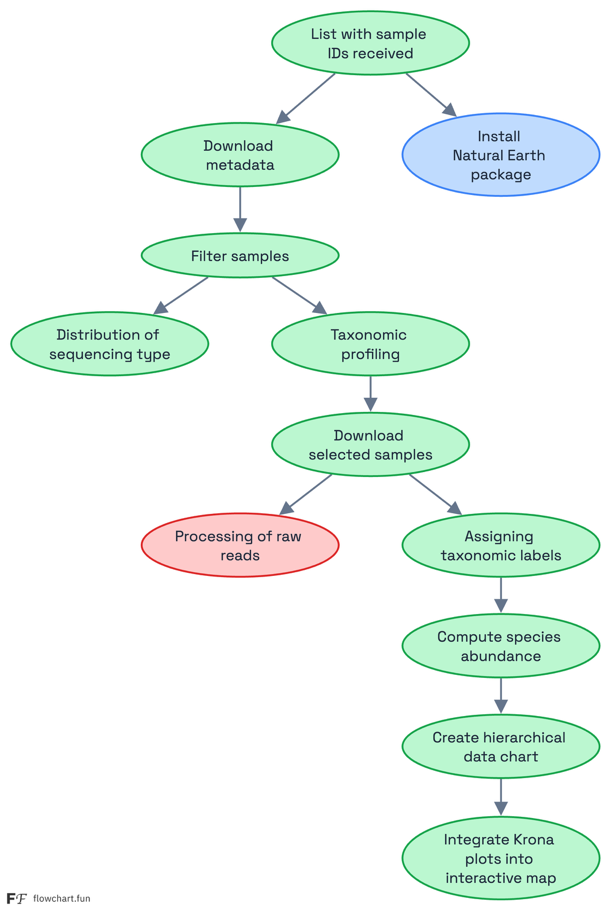 List with sample
IDs received
Download
metadata
Install
Natural Earth
package
Filter samples
Distribution of
sequencing type
Taxonomic
profiling
Download
selected samples
Processing of raw
reads
Assigning
taxonomic labels
Compute species
abundance
Create hierarchical
data chart
Integrate Krona
plots into
interactive map
FF flowchart.fun